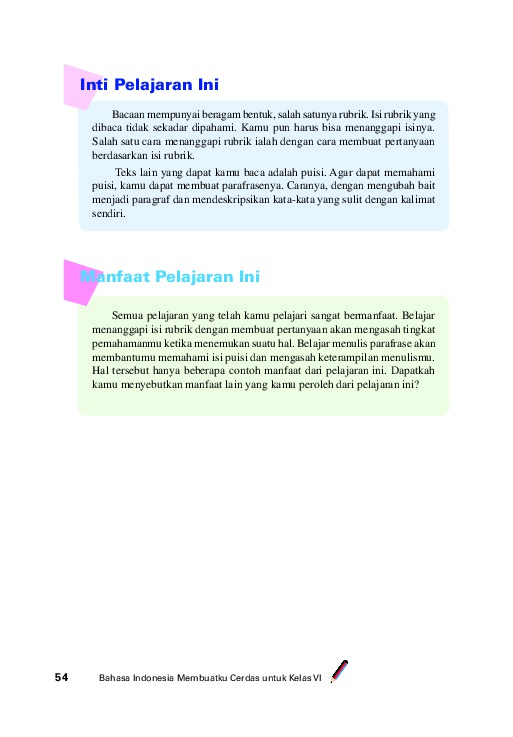 Inti Pelajaran Ini
Bacaan mempunyai beragam bentuk, salah satunya rubrik. Isi rubrik yang
dibaca tidak sekadar dipahami. Kamu pun harus bisa menanggapi isinya.
Salah satu cara menanggapi rubrik ialah dengan cara membuat pertanyaan
berdasarkan isi rubrik.
Teks lain yang dapat kamu baca adalah puisi. Agar dapat memahami
puisi, kamu dapat membuat parafrasenya. Caranya, dengan mengubah bait
menjadi paragraf dan mendeskripsikan kata-kata yang sulit dengan kalimat
sendiri.
Manfaat Pelajaran Ini
Semua pelajaran yang telah kamu pelajari sangat bermanfaat. Belajar
menanggapi isi rubrik dengan membuat pertanyaan akan mengasah tingkat
pemahamanmu ketika menemukan suatu hal. Belajar menulis parafrase akan
membantumu memahami isi puisi dan mengasah keterampilan menulismu.
Hal tersebut hanya beberapa contoh manfaat dari pelajaran ini. Dapatkah
kamu menyebutkan manfaat lain yang kamu peroleh dari pelajaran ini?
54 Bahasa Indonesia Membuatku Cerdas untuk Kelas VI